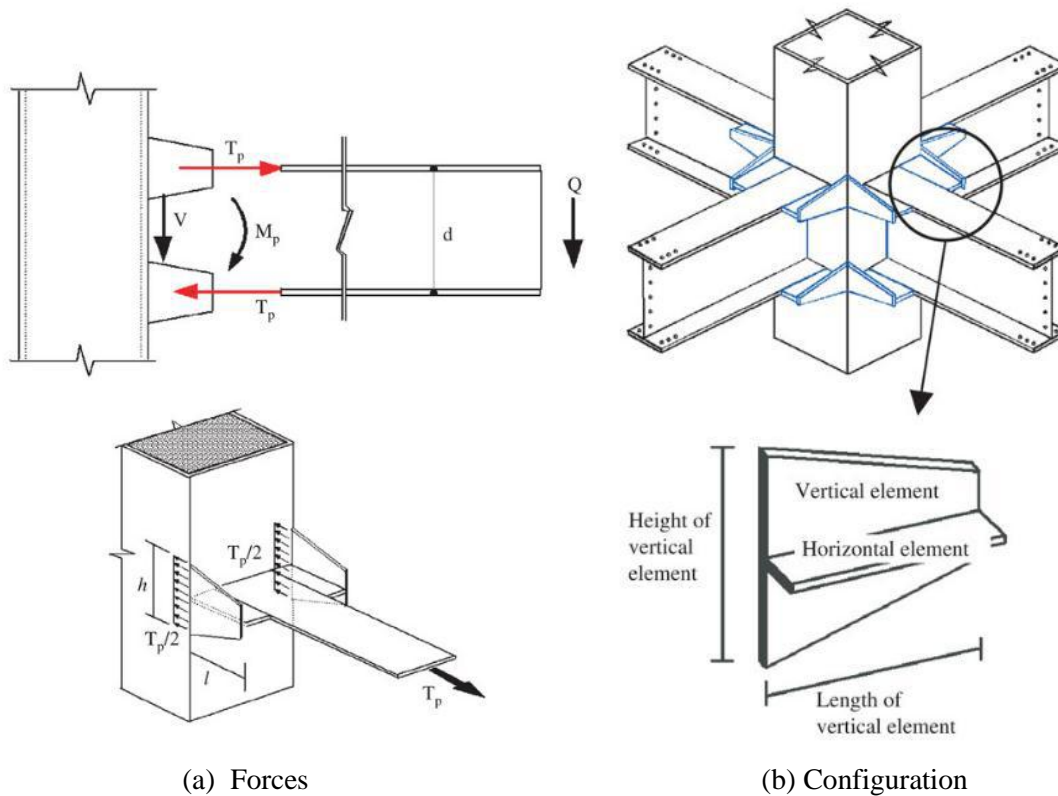 T_p
V
M_p
d
Q
T_p
T_p/2
h
T_p/2
l
T_p
(a) Forces
Vertical element
Height of
vertical
element
Horizontal element
Length of
vertical element
(b) Configuration